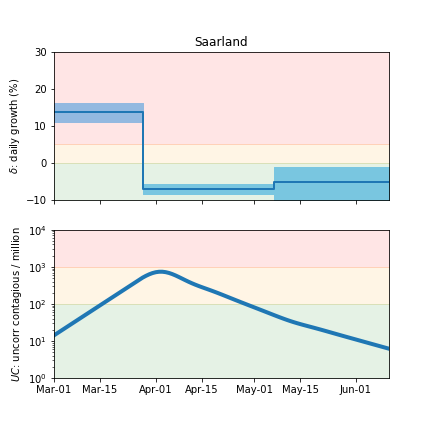 Saarland
30
20
10
0
−10
δ: daily growth (%)
10⁴
10³
10²
10¹
10⁰
UC: uncorr contagious / million
Mar-01 Mar-15 Apr-01 Apr-15 May-01 May-15 Jun-01